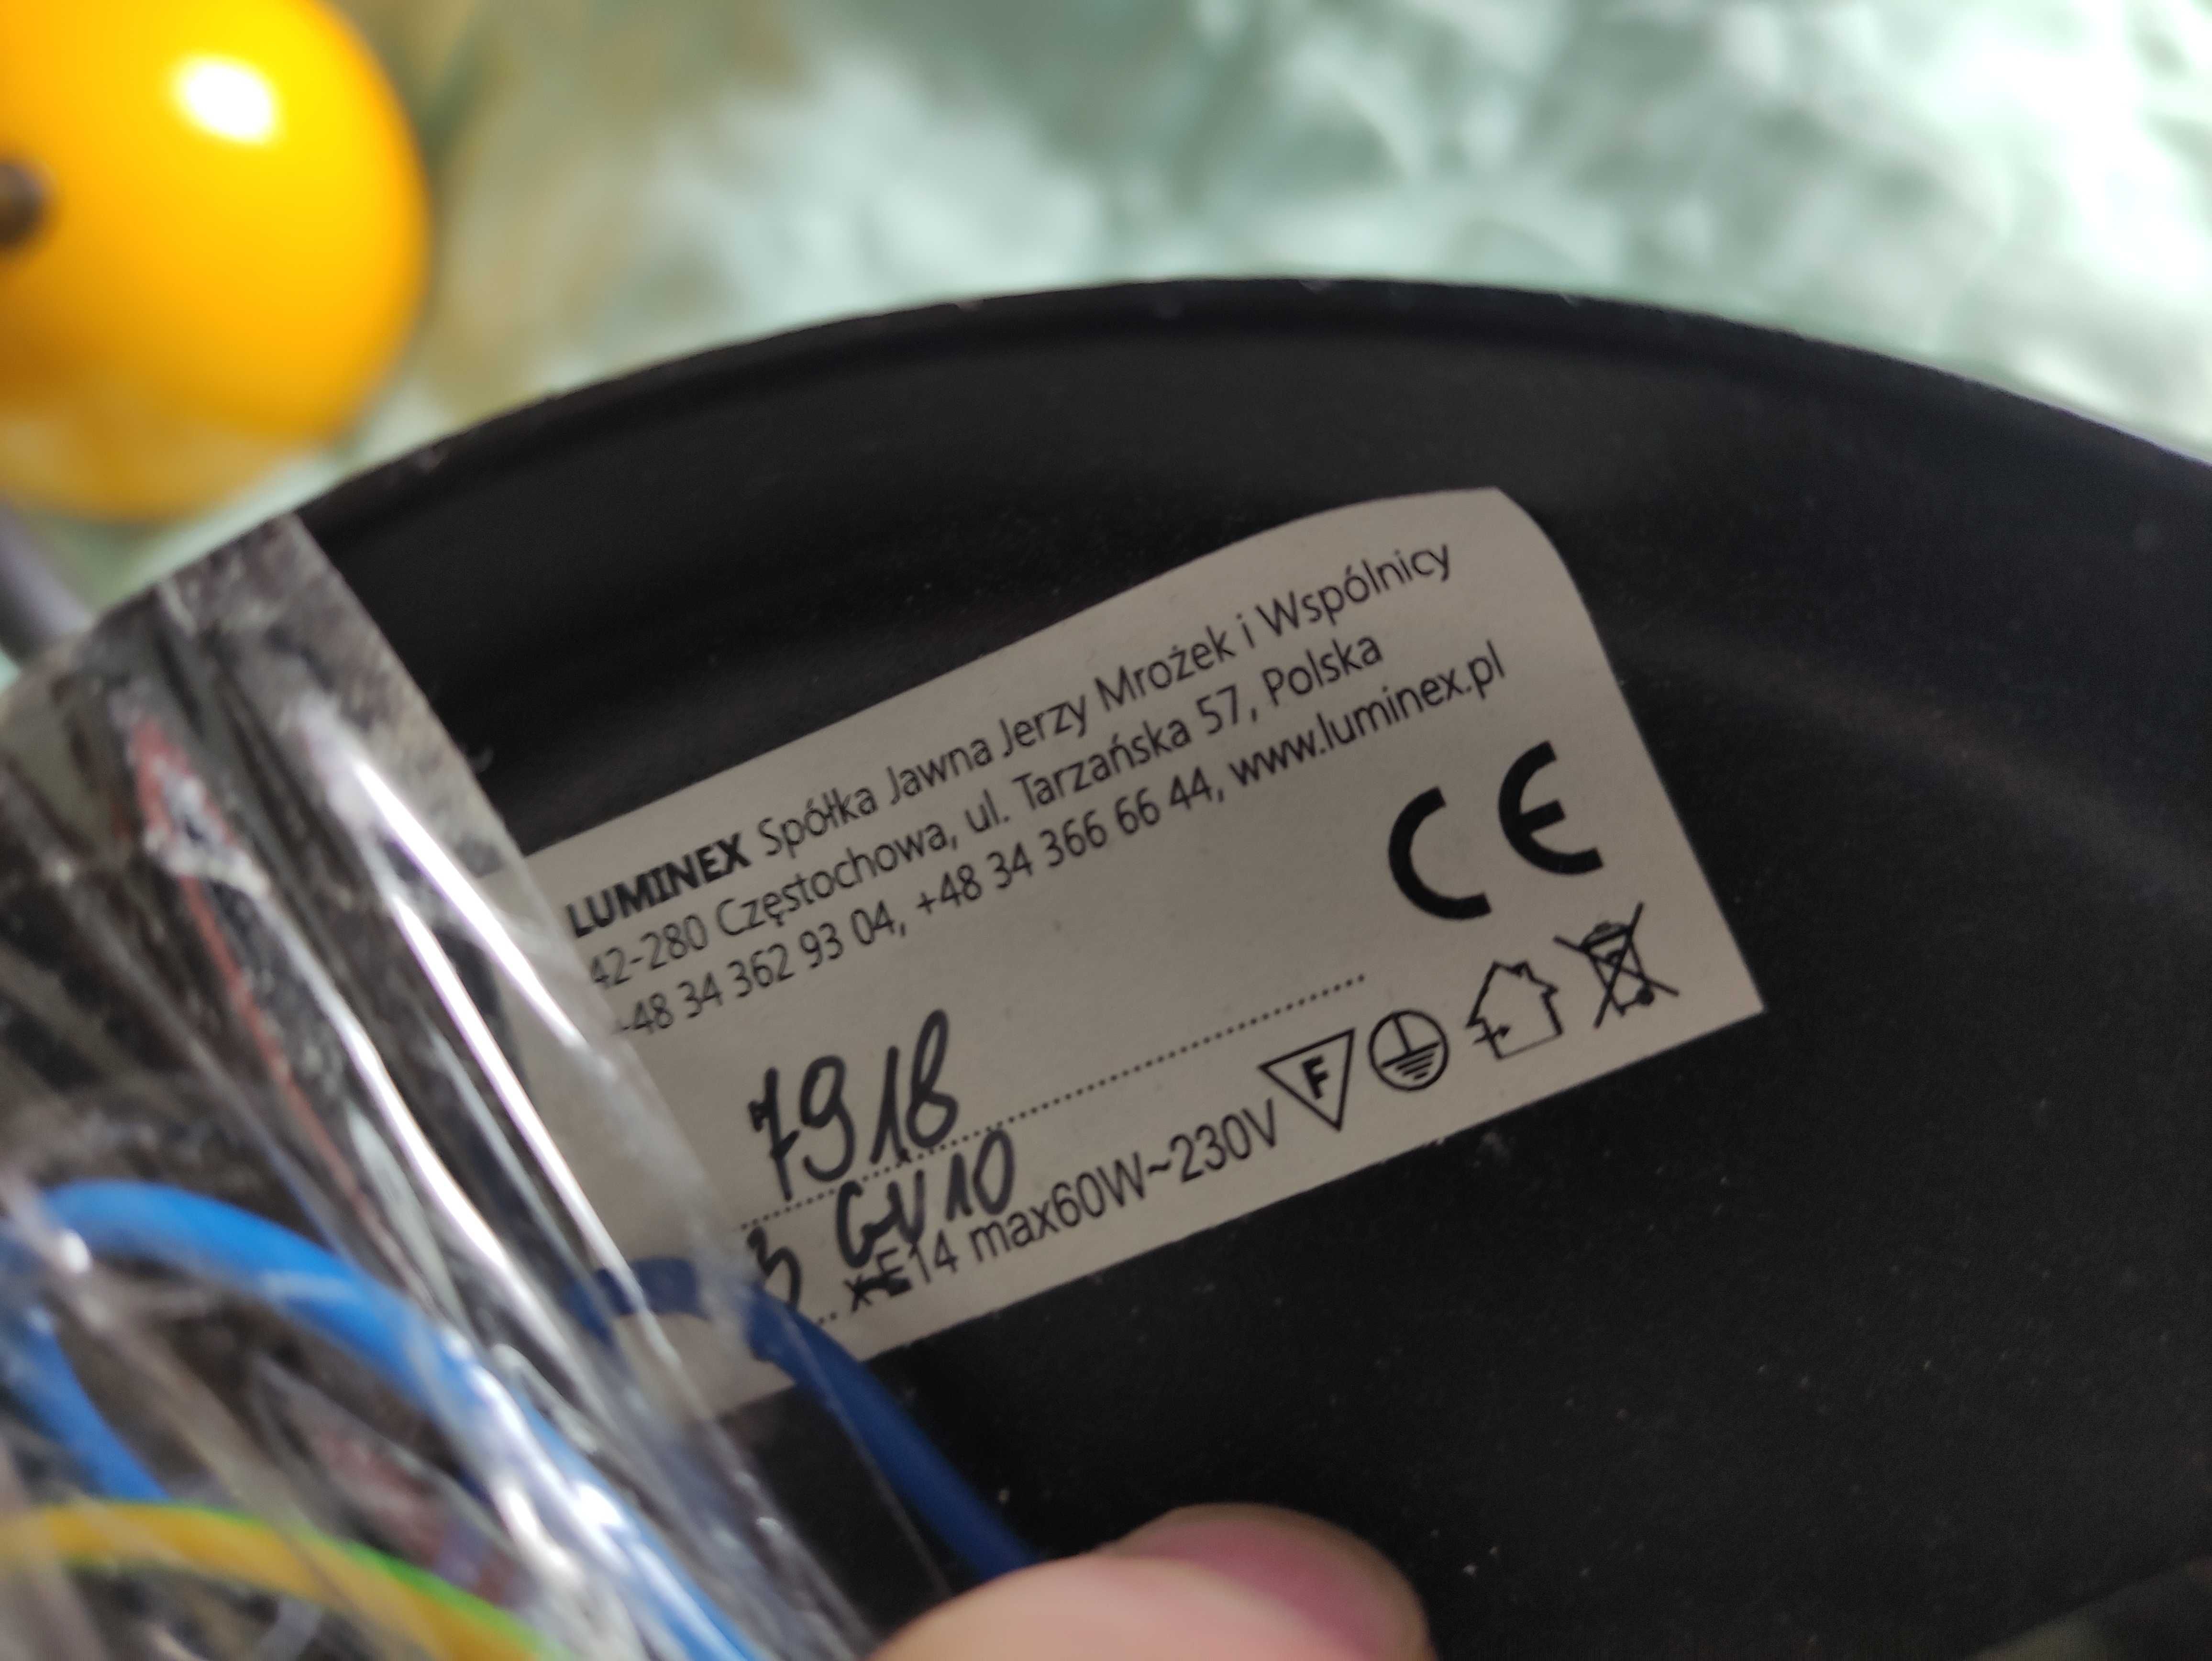 LUMINEX Spółka Jawna Jerzy Mrożek i Wspólnicy
42-280 Częstochowa, ul. Tarzańska 57, Polska
+48 34 362 93 04, +48 34 366 66 44, www.luminex.pl
CE
7918
3 GU10
x E14 max60W~230V F